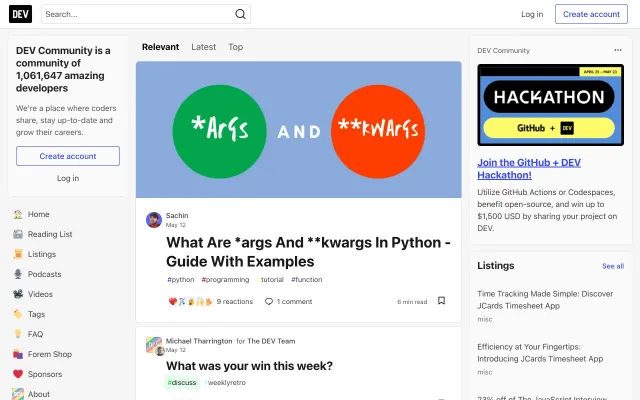 DEV
Search...
Log in
Create account
DEV Community is a
community of
1,061,647 amazing
developers
We're a place where coders
share, stay up-to-date and
grow their careers.
Create account
Log in
Home
Reading List
Listings
Podcasts
Videos
Tags
FAQ
Forem Shop
Sponsors
About
Relevant
Latest
Top
*ArGs AND **kWArGs
Sachin
May 12
What Are *args And **kwargs In Python -
Guide With Examples
#python #programming tutorial #function
9 reactions
1 comment
6 min read
Michael Tharrington for The DEV Team
May 12
What was your win this week?
#discuss #weeklyretro
DEV Community
APRIL 25 - MAY 23
HACKATHON
GitHub + DEV
Join the GitHub + DEV
Hackathon!
Utilize GitHub Actions or Codespaces,
benefit open-source, and win up to
$1,500 USD by sharing your project on
DEV.
Listings
See all
Time Tracking Made Simple: Discover
JCards Timesheet App
misc
Efficiency at Your Fingertips:
Introducing JCards Timesheet App
misc
23% off of The JavaScript Interview